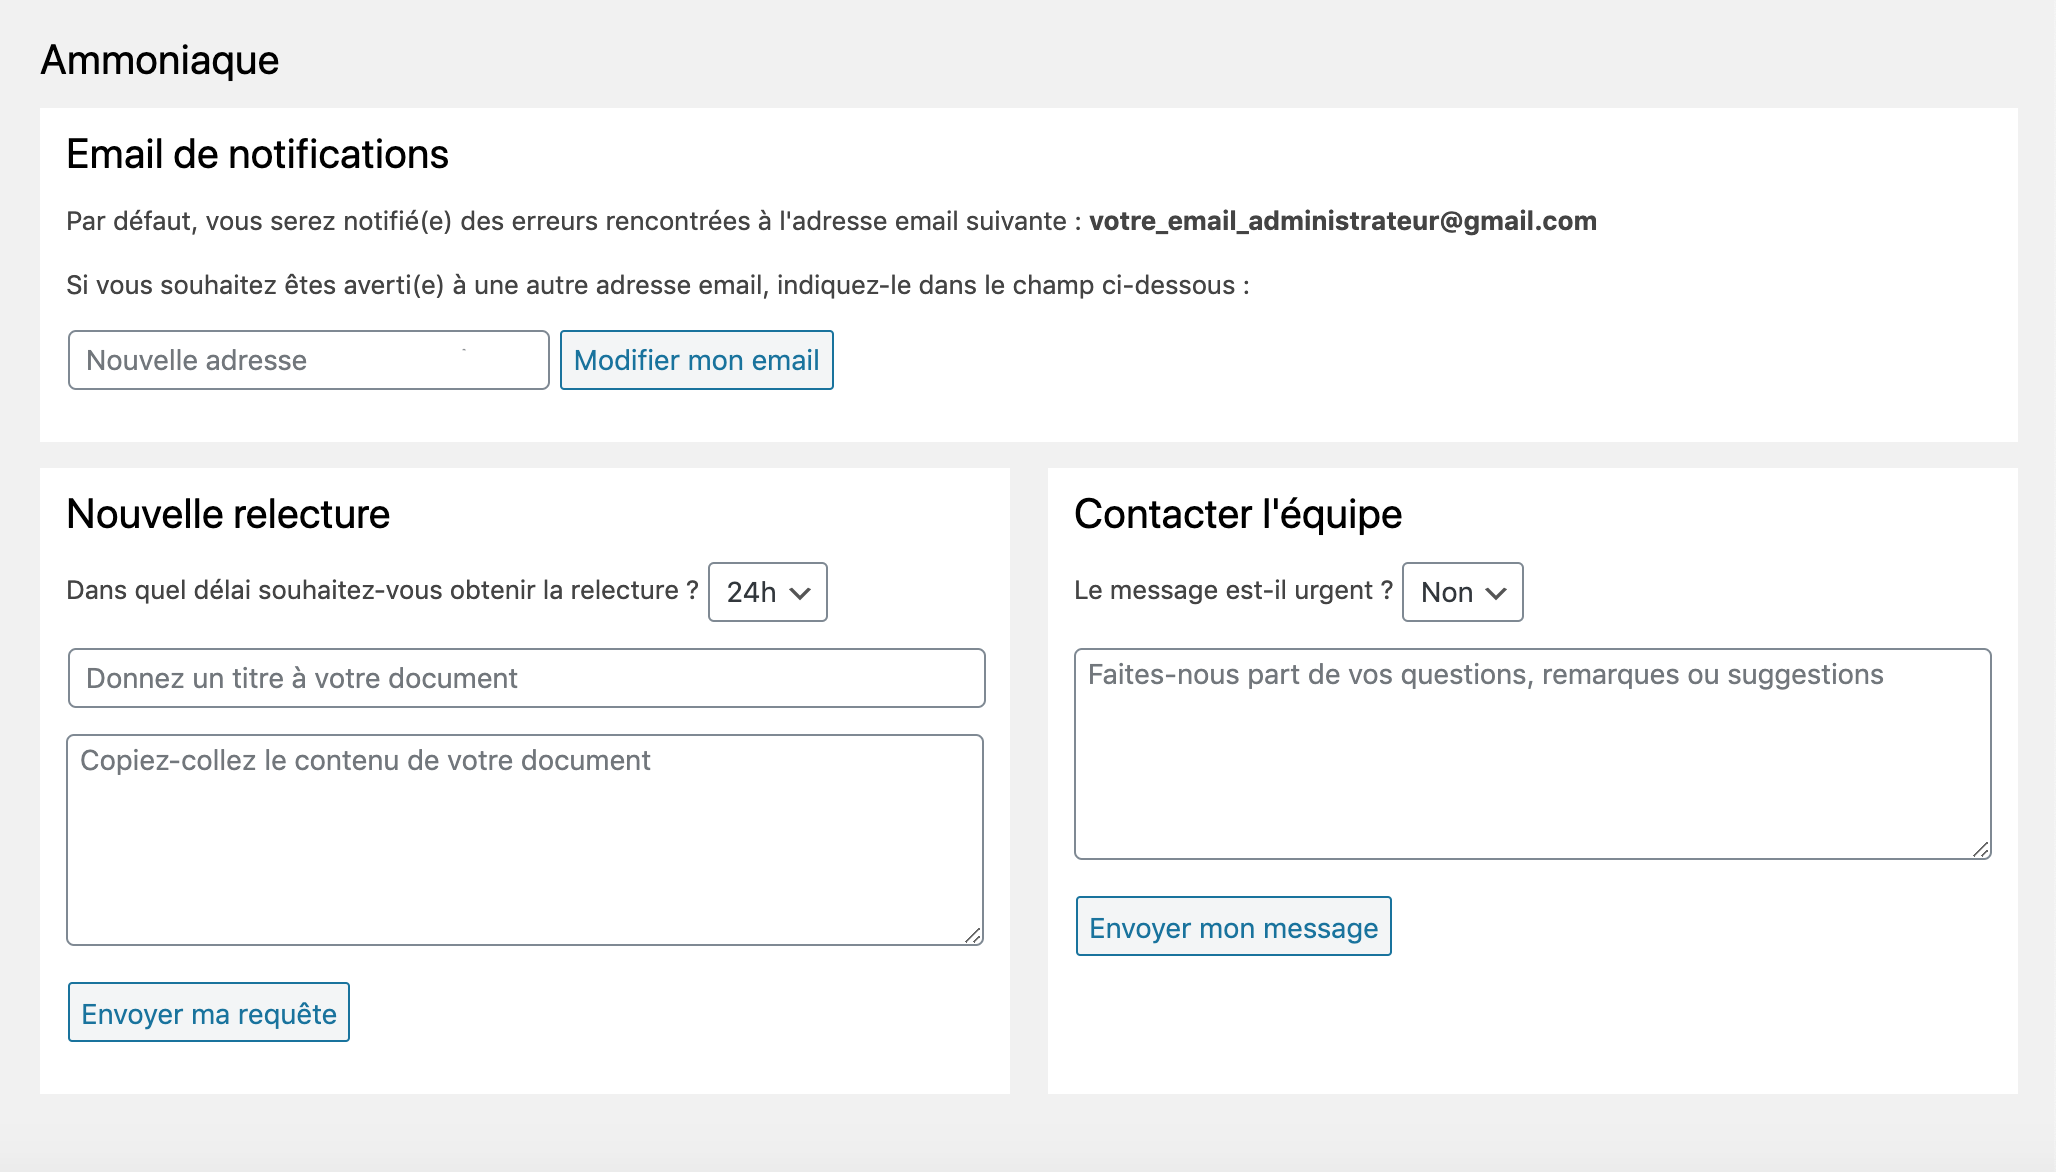 Ammoniaque
Email de notifications
Par défaut, vous serez notifié(e) des erreurs rencontrées à l'adresse email suivante : votre_email_administrateur@gmail.com
Si vous souhaitez êtes averti(e) à une autre adresse email, indiquez-le dans le champ ci-dessous :
Nouvelle adresse
Modifier mon email
Nouvelle relecture
Dans quel délai souhaitez-vous obtenir la relecture ? 24h
Donnez un titre à votre document
Copiez-collez le contenu de votre document
Envoyer ma requête
Contacter l'équipe
Le message est-il urgent ? Non
Faites-nous part de vos questions, remarques ou suggestions
Envoyer mon message